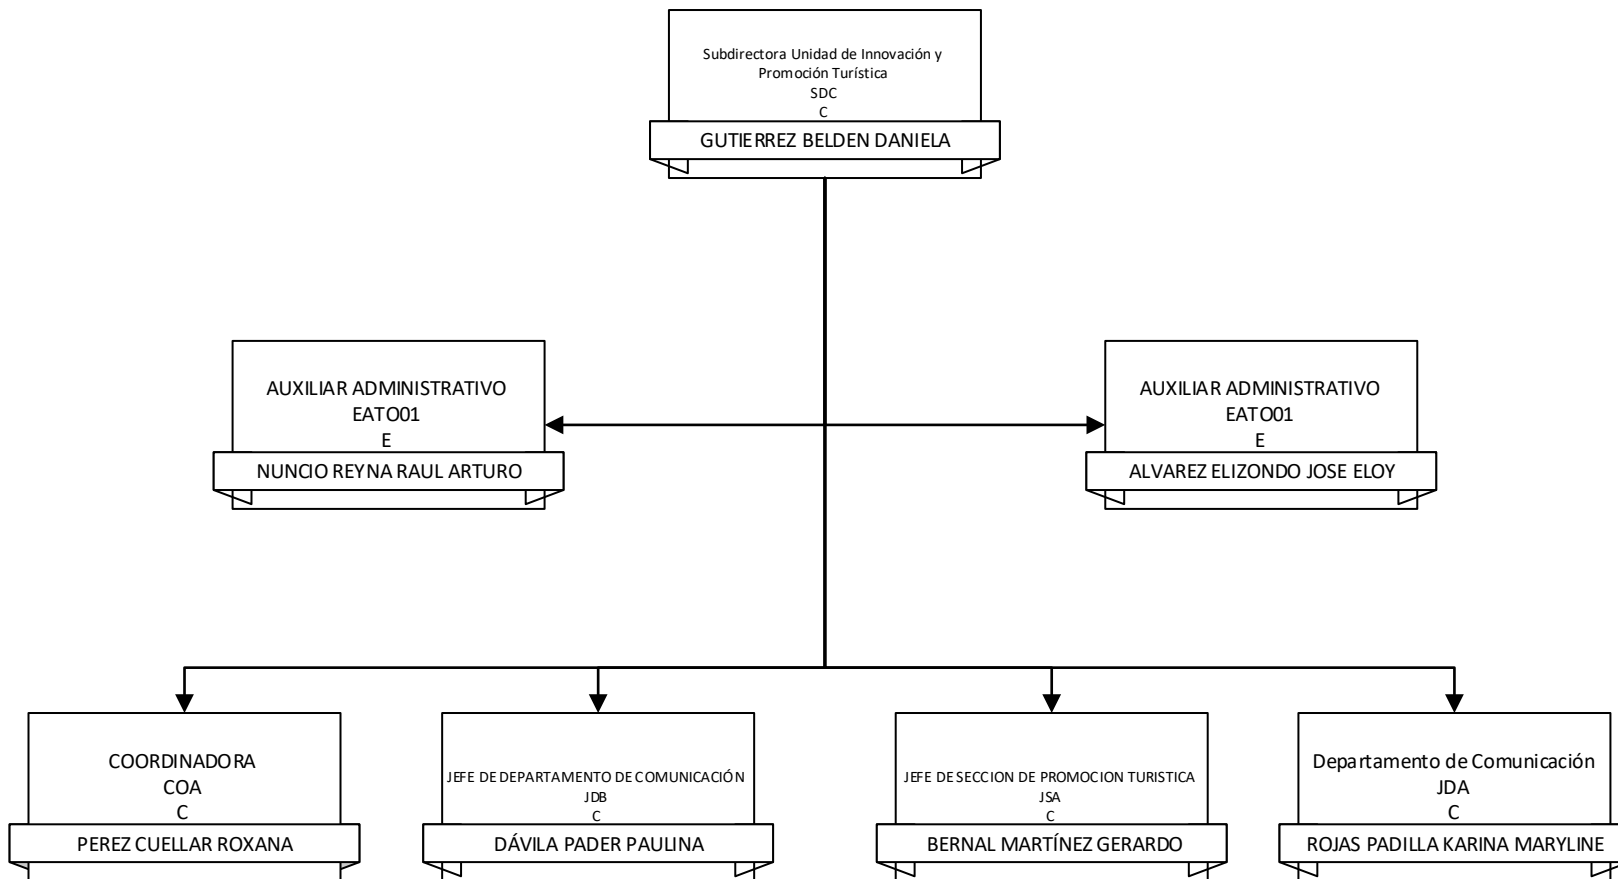 Subdirectora Unidad de Innovación y
Promoción Turística
SDC
C
GUTIERREZ BELDEN DANIELA
AUXILIAR ADMINISTRATIVO
EATO01
E
NUNCIO REYNA RAUL ARTURO
AUXILIAR ADMINISTRATIVO
EATO01
E
ALVAREZ ELIZONDO JOSE ELOY
COORDINADORA
COA
C
PEREZ CUELLAR ROXANA
JEFE DE DEPARTAMENTO DE COMUNICACIÓN
JDB
C
DÁVILA PADER PAULINA
JEFE DE SECCION DE PROMOCION TURISTICA
JSA
C
BERNAL MARTÍNEZ GERARDO
Departamento de Comunicación
JDA
C
ROJAS PADILLA KARINA MARYLINE